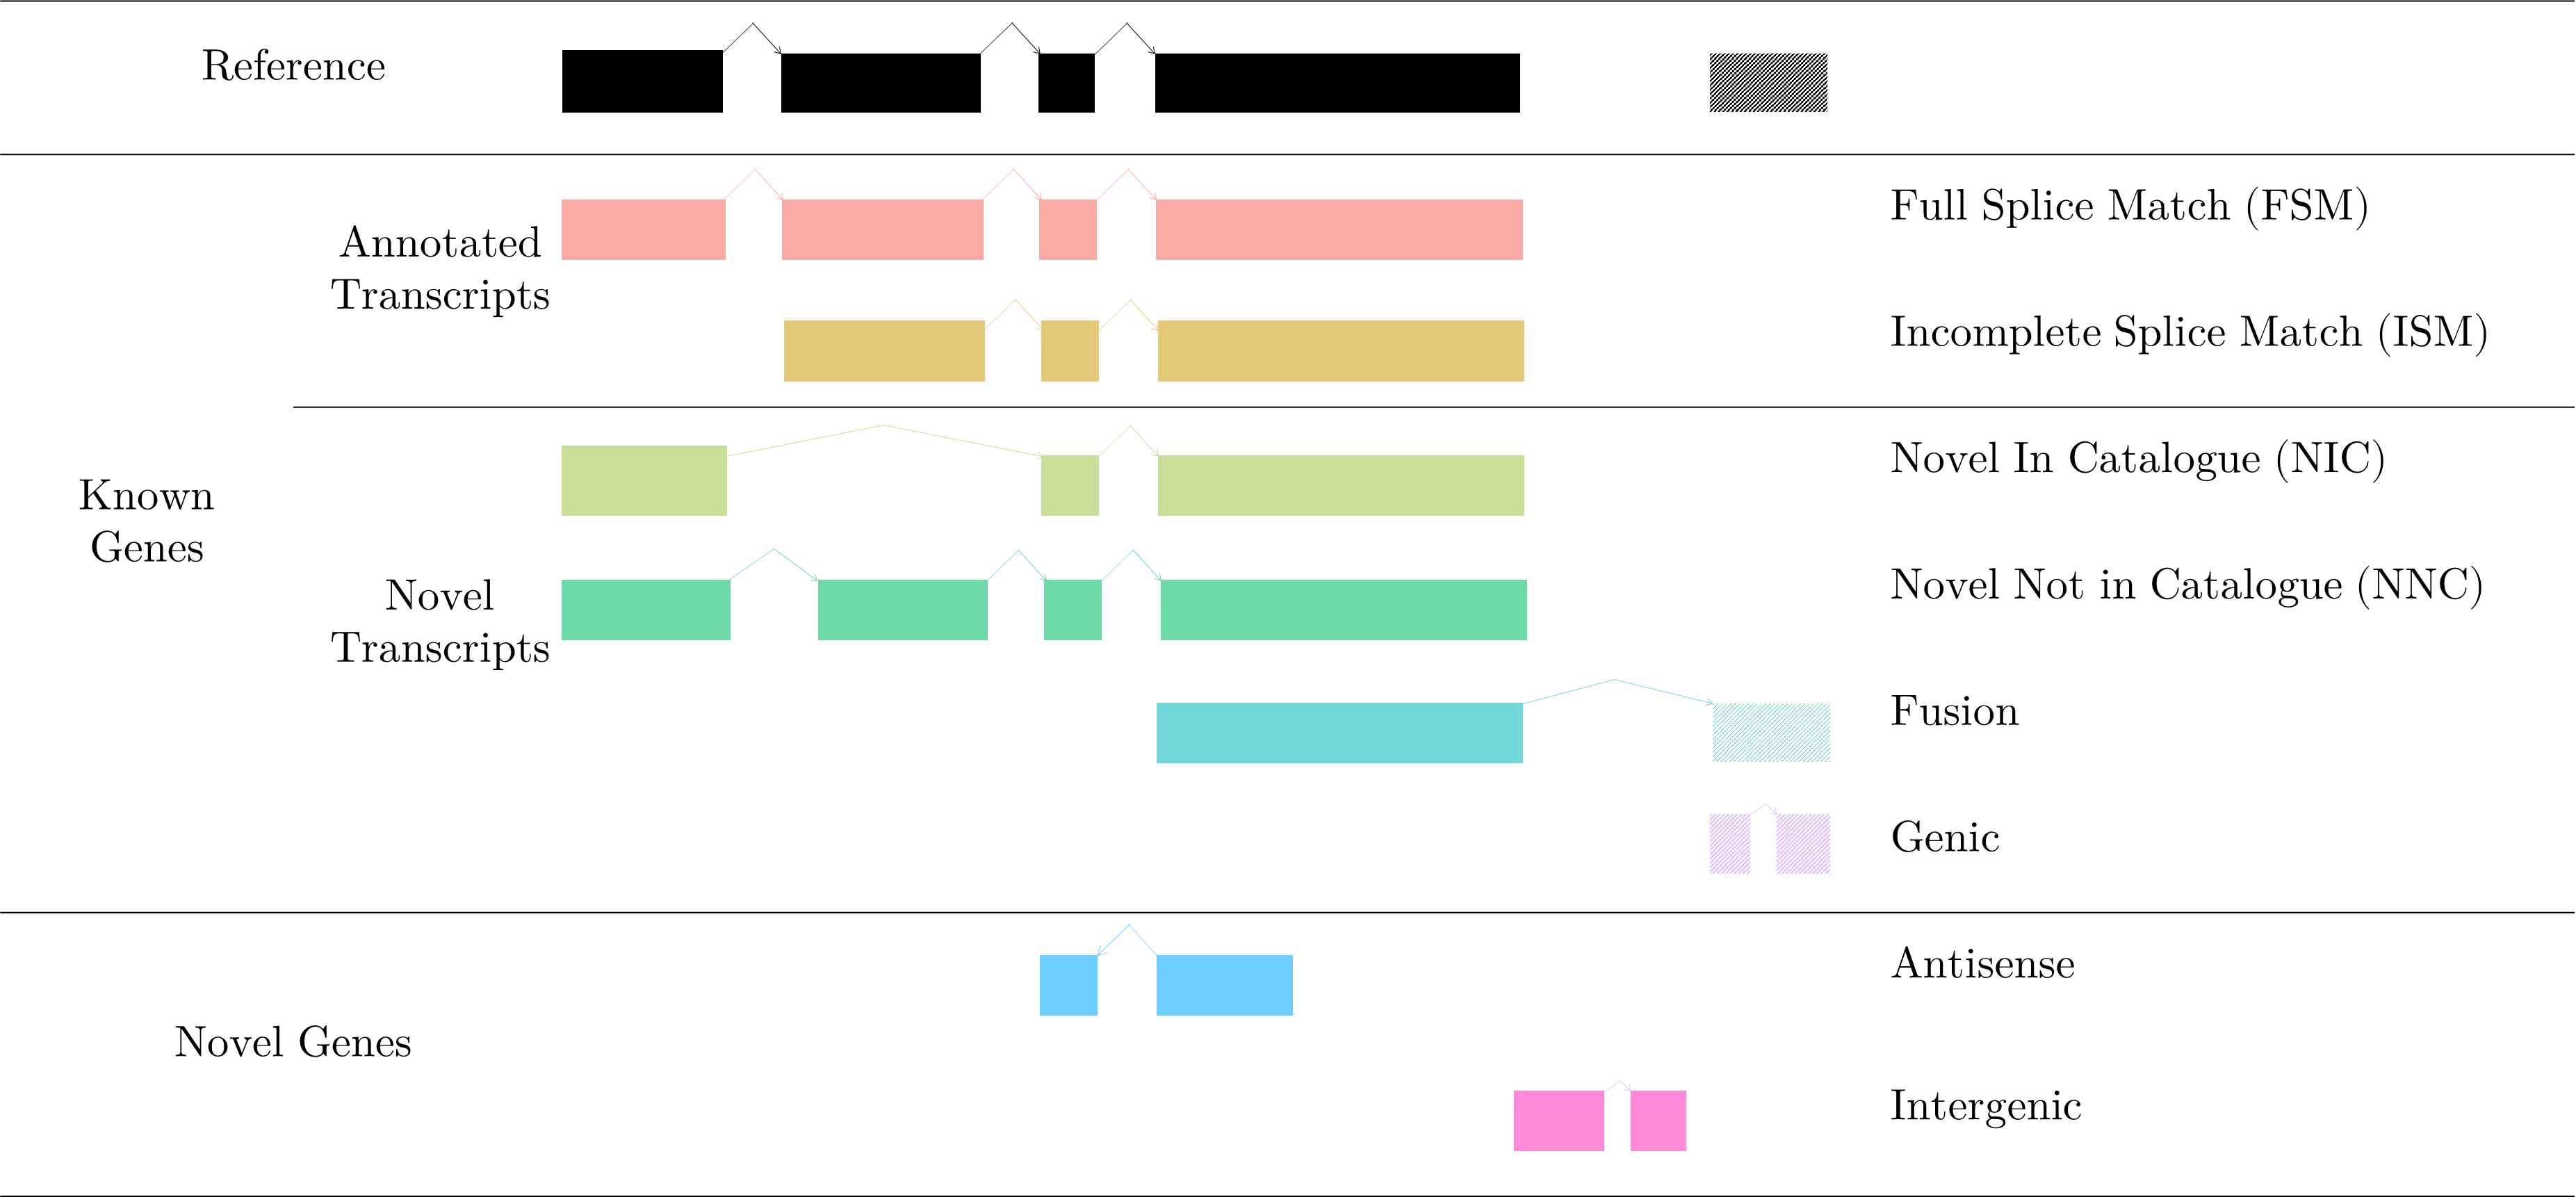 Reference
Annotated
Transcripts
Full Splice Match (FSM)
Incomplete Splice Match (ISM)
Known
Genes
Novel
Transcripts
Novel In Catalogue (NIC)
Novel Not in Catalogue (NNC)
Fusion
Genic
Novel Genes
Antisense
Intergenic